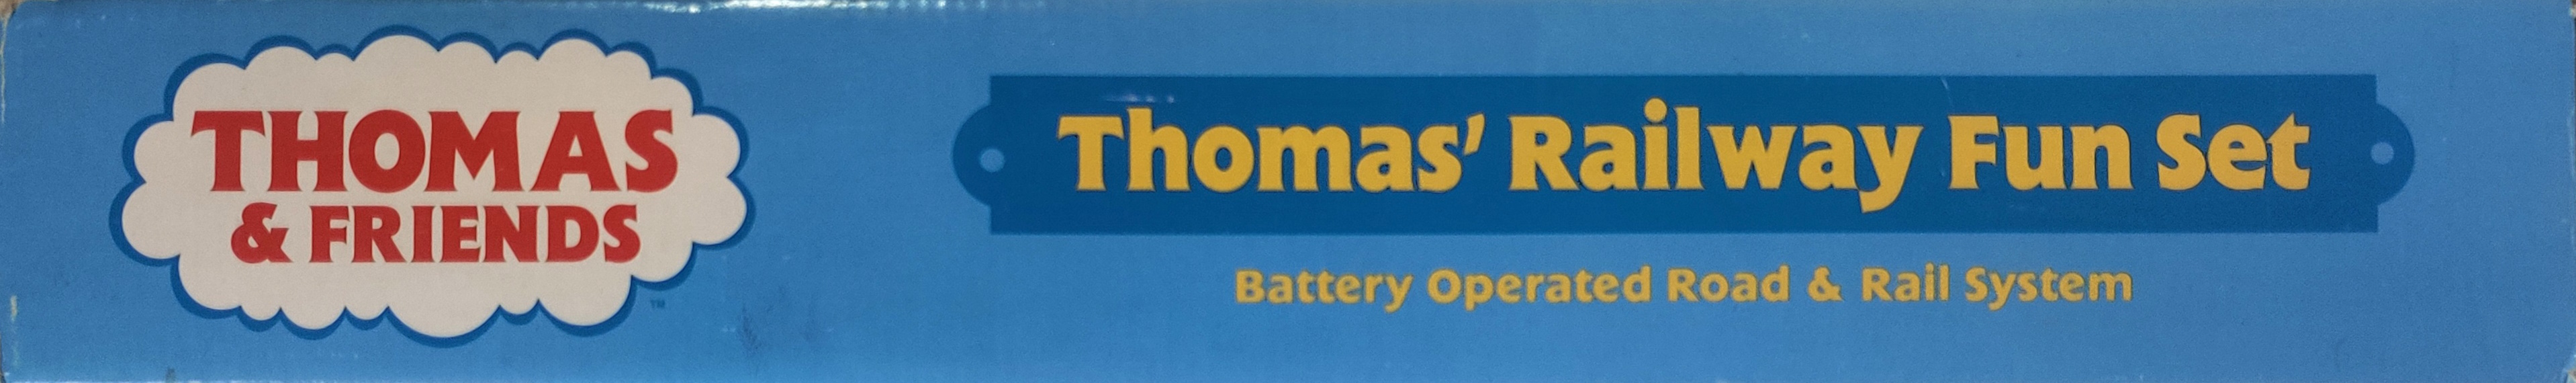 THOMAS
& FRIENDS
TM
Thomas' Railway Fun Set
Battery Operated Road & Rail System